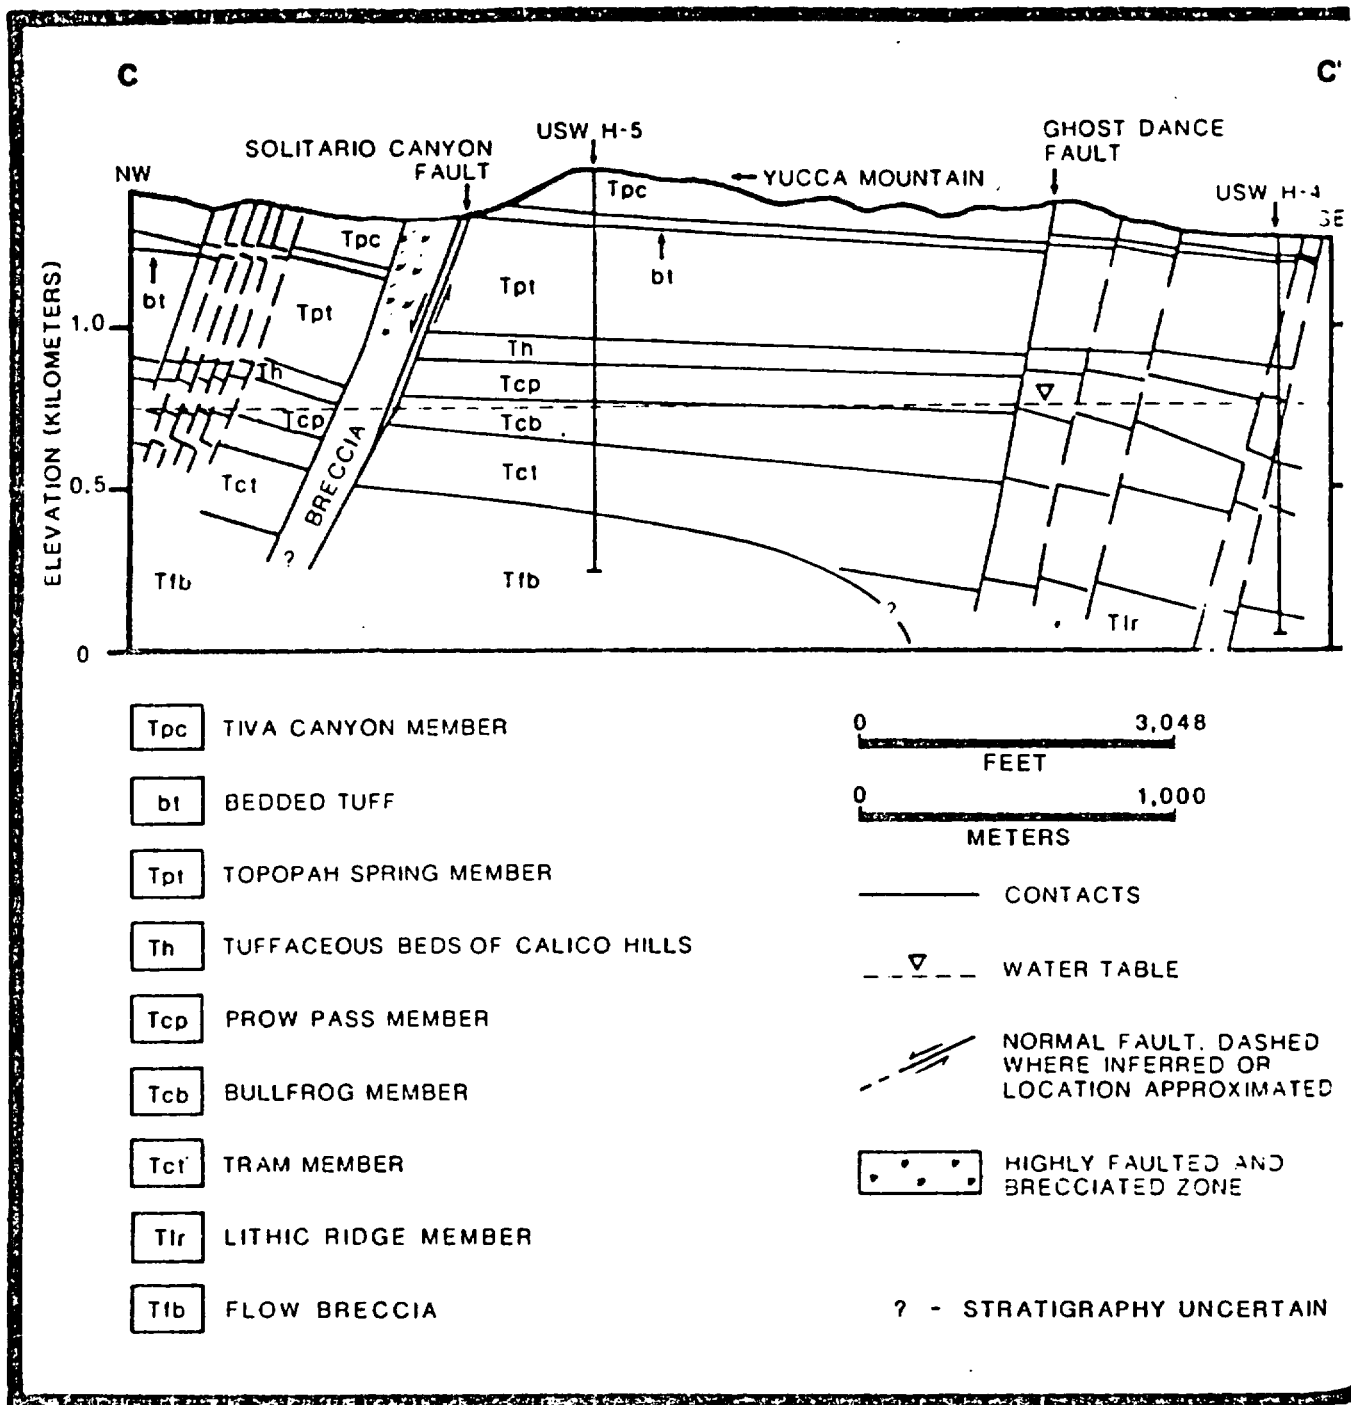 C
C'
USW H-5
GHOST DANCE
FAULT
SOLITARIO CANYON
FAULT
NW
Tpc
← YUCCA MOUNTAIN
USW H-4
SE
Tpc
bt
bt
Tpt
Tpt
1.0
Th
Th
Tcp
Tcp
Tcb
BRECCIA
Tct
Tct
0.5
?
Tfb
Tfb
?
Tlr
0
ELEVATION (KILOMETERS)
Tpc TIVA CANYON MEMBER
bt BEDDED TUFF
Tpt TOPOPAH SPRING MEMBER
Th TUFFACEOUS BEDS OF CALICO HILLS
Tcp PROW PASS MEMBER
Tcb BULLFROG MEMBER
Tct TRAM MEMBER
Tlr LITHIC RIDGE MEMBER
Tfb FLOW BRECCIA
0 3,048
FEET
0 1,000
METERS
CONTACTS
WATER TABLE
NORMAL FAULT. DASHED
WHERE INFERRED OR
LOCATION APPROXIMATED
HIGHLY FAULTED AND
BRECCIATED ZONE
? - STRATIGRAPHY UNCERTAIN